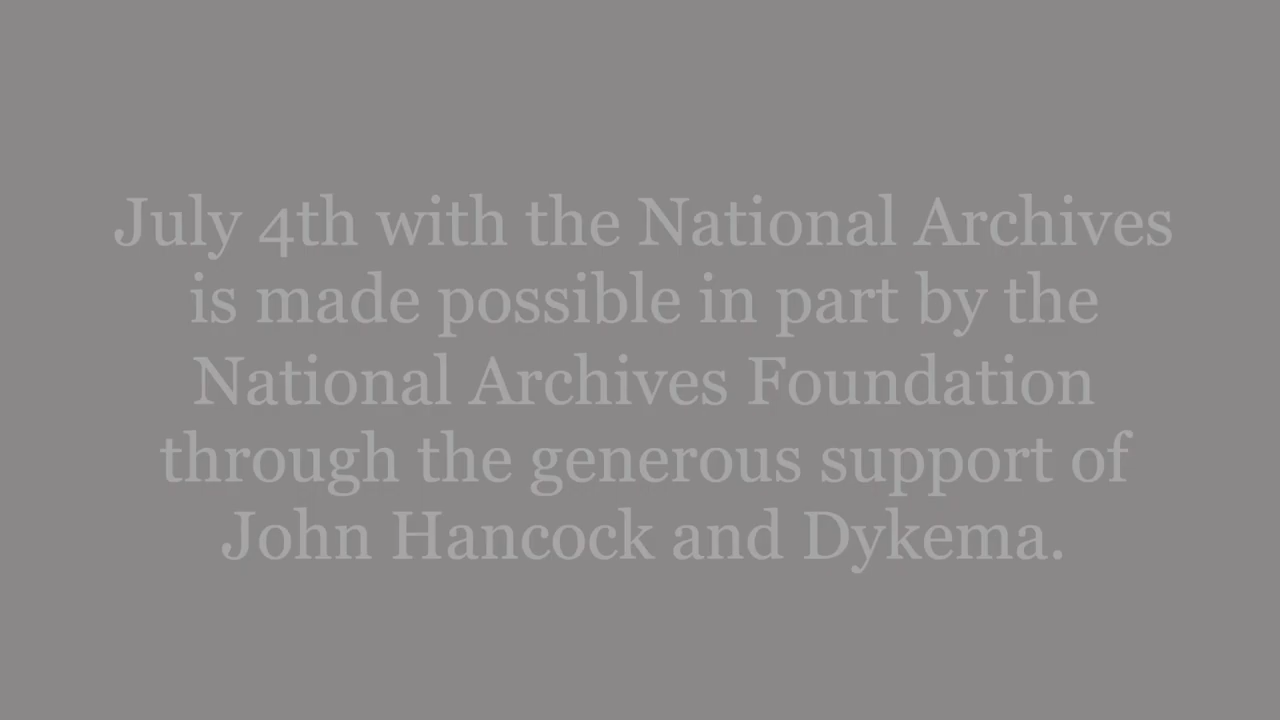 July 4th with the National Archives
is made possible in part by the
National Archives Foundation
through the generous support of
John Hancock and Dykema.